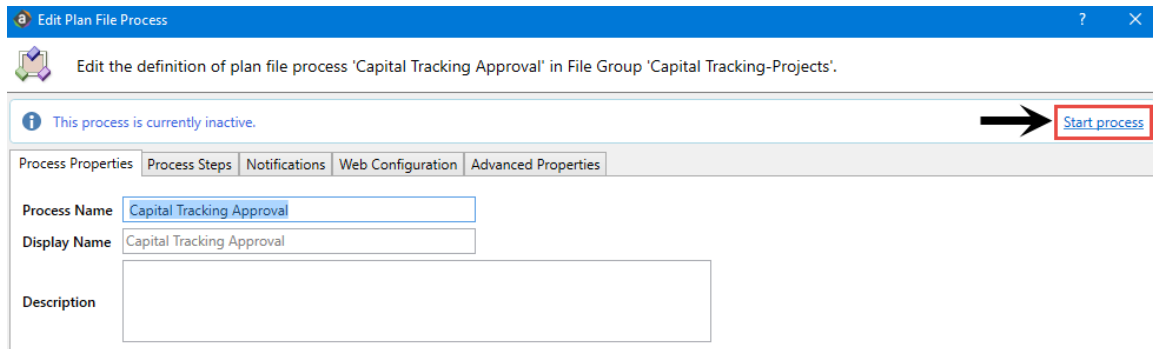 Edit Plan File Process ?
Edit the definition of plan file process 'Capital Tracking Approval' in File Group 'Capital Tracking-Projects'.
This process is currently inactive. Start process
Process Properties Process Steps Notifications Web Configuration Advanced Properties
Process Name Capital Tracking Approval
Display Name Capital Tracking Approval
Description